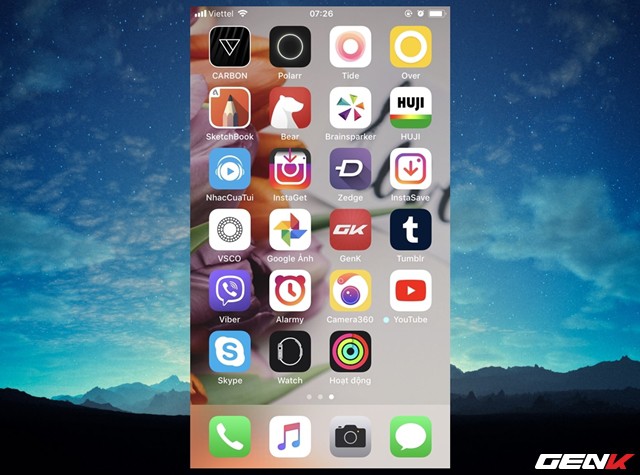 Viettel 07:26
CARBON Polarr Tide Over
HUJI
SketchBook Bear Brainsparker HUJI
NhacCuaTui InstaGet Zedge InstaSave
GK
t
VSCO Google Ảnh GenK Tumblr
Viber Alarmy Camera360 YouTube
S
Skype Watch Hoạt động
GENK